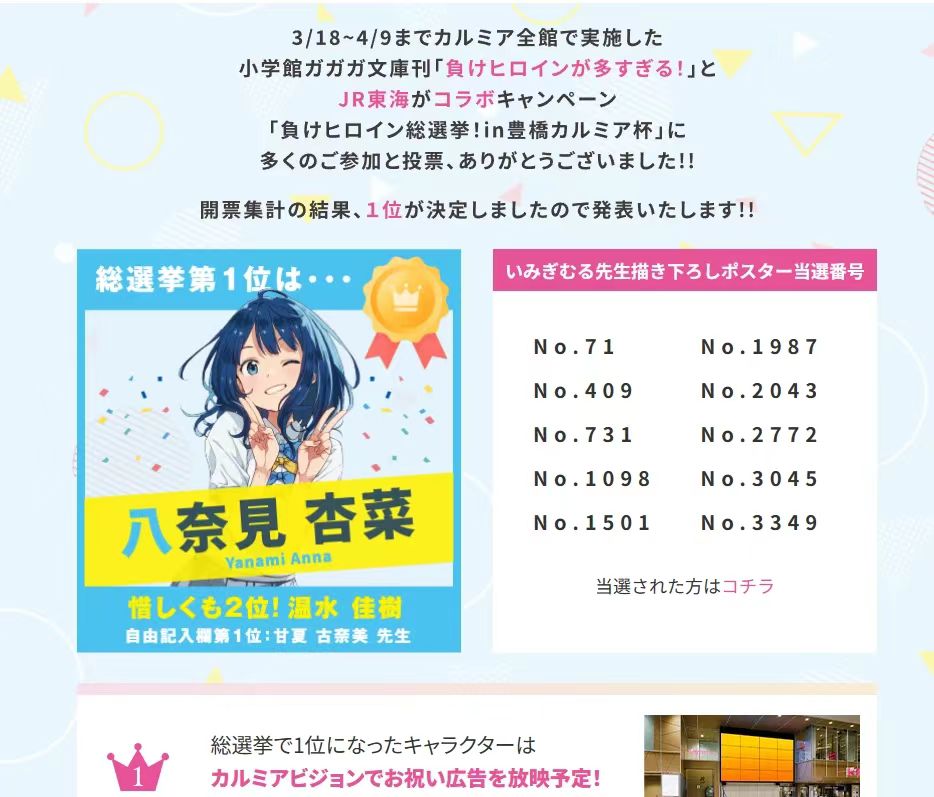 3/18~4/9までカルミア全館で実施した
小学館ガガガ文庫刊「負けヒロインが多すぎる!」と
JR東海がコラボキャンペーン
「負けヒロイン総選挙!in豊橋カルミア杯」に
多くのご参加と投票、ありがとうございました!!
開票集計の結果、1位が決定しましたので発表いたします!!
総選挙第1位は・・・
八奈見 杏菜
Yanami Anna
惜しくも2位! 温水 佳樹
自由記入欄第1位:甘夏 古奈美 先生
いみぎむる先生描き下ろしポスター当選番号
No.71
No.409
No.731
No.1098
No.1501
No.1987
No.2043
No.2772
No.3045
No.3349
当選された方はコチラ
1
総選挙で1位になったキャラクターは
カルミアビジョンでお祝い広告を放映予定!